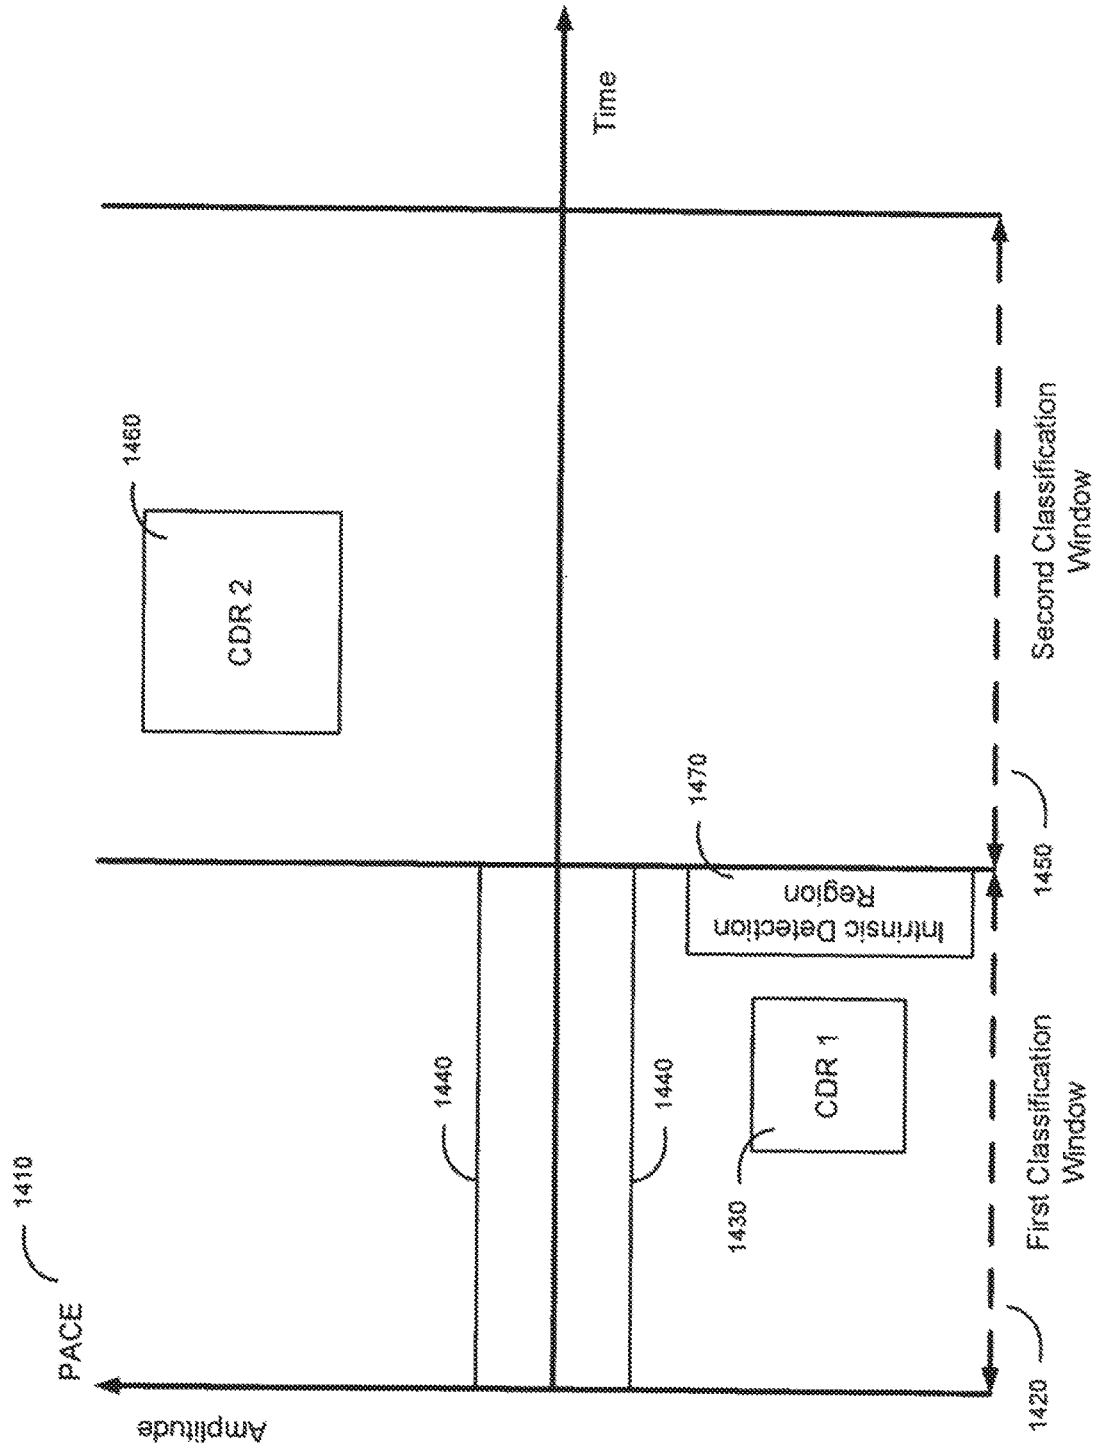 PACE
1410
Amplitude
1460
CDR 2
1440
Time
1440
1470
1430
CDR 1
Intrinsic Detection
Region
1420
First Classification
Window
1450
Second Classification
Window